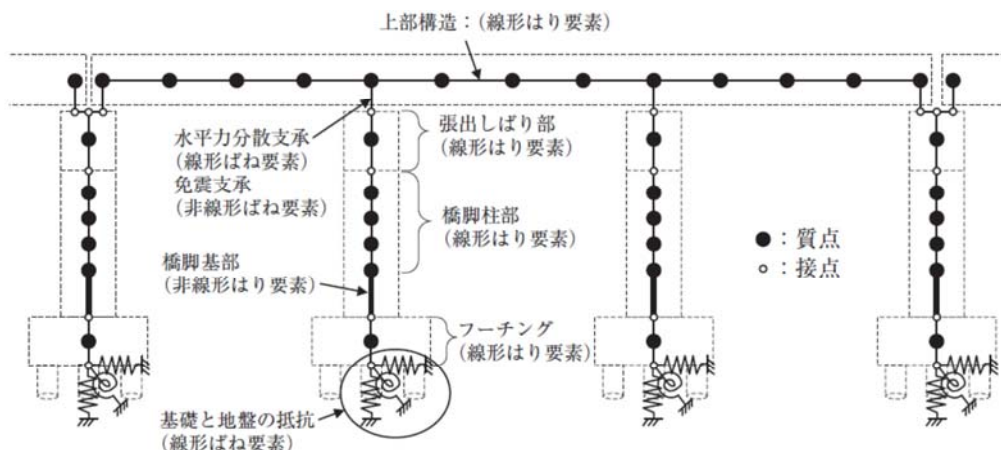 上部構造：(線形はり要素)
水平力分散支承
(線形ばね要素)
免震支承
(非線形ばね要素)
張出しばり部
(線形はり要素)
橋脚柱部
(線形はり要素)
●：質点
○：接点
橋脚基部
(非線形はり要素)
フーチング
(線形はり要素)
基礎と地盤の抵抗
(線形ばね要素)